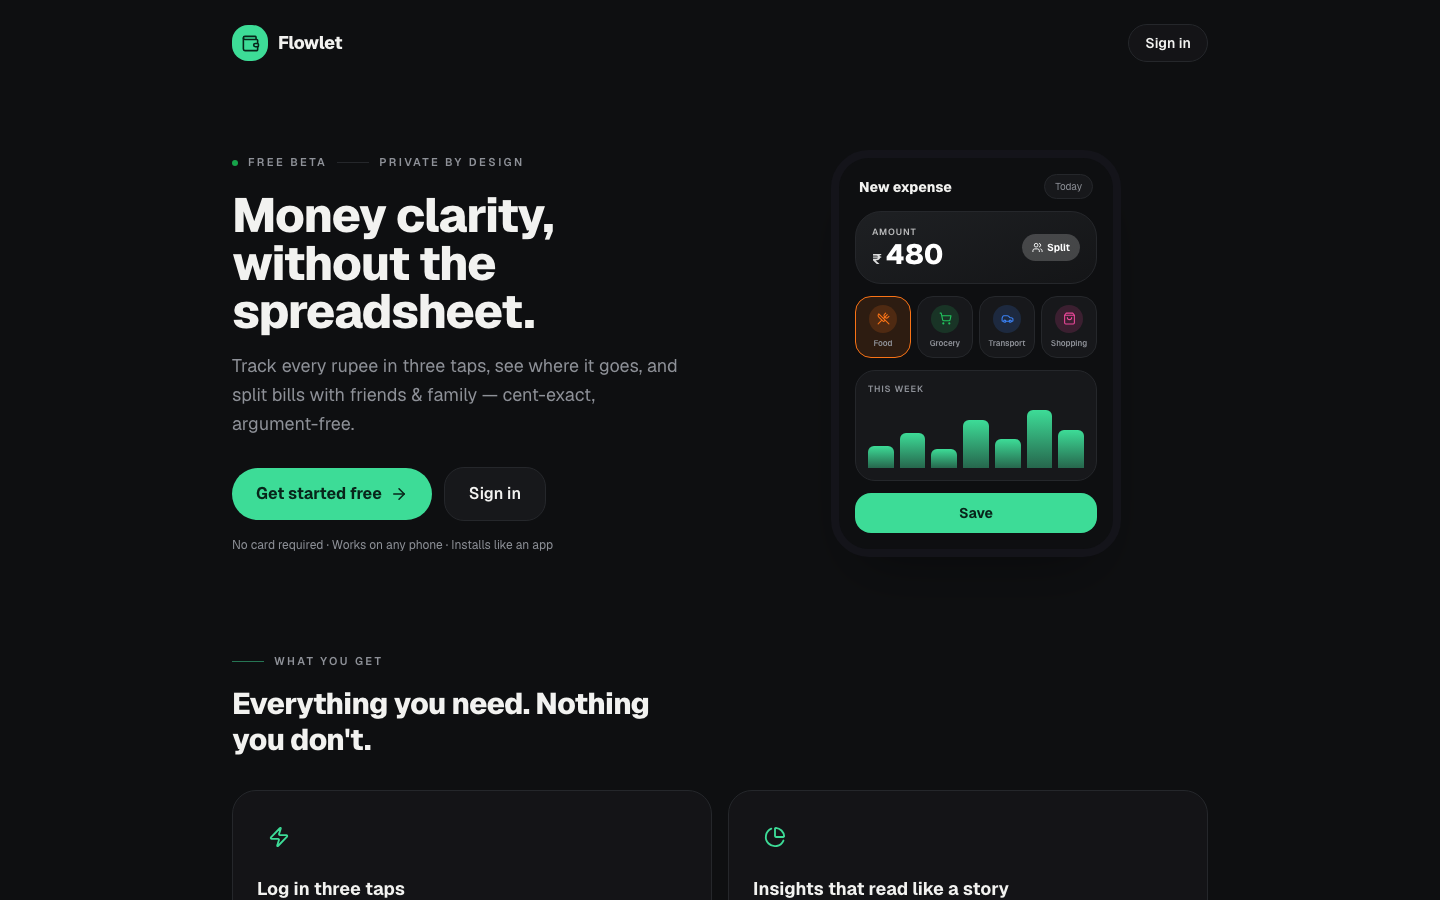 Flowlet
Sign in
FREE BETA
PRIVATE BY DESIGN
Money clarity,
without the
spreadsheet.
Track every rupee in three taps, see where it goes, and
split bills with friends & family — cent-exact,
argument-free.
Get started free
Sign in
No card required · Works on any phone · Installs like an app
New expense
Today
AMOUNT
₹ 480
Split
Food
Grocery
Transport
Shopping
THIS WEEK
Save
WHAT YOU GET
Everything you need. Nothing
you don't.
Log in three taps
Insights that read like a story